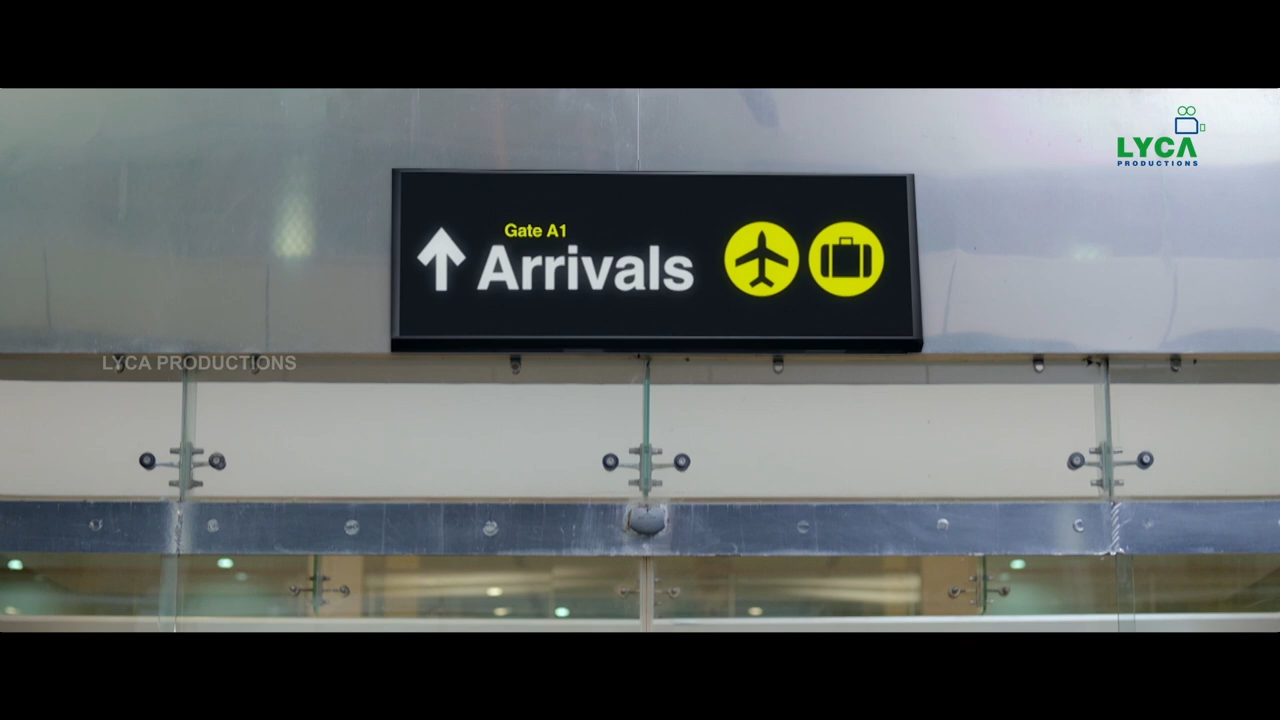 LYCA
PRODUCTIONS
Gate A1
Arrivals
LYCA PRODUCTIONS